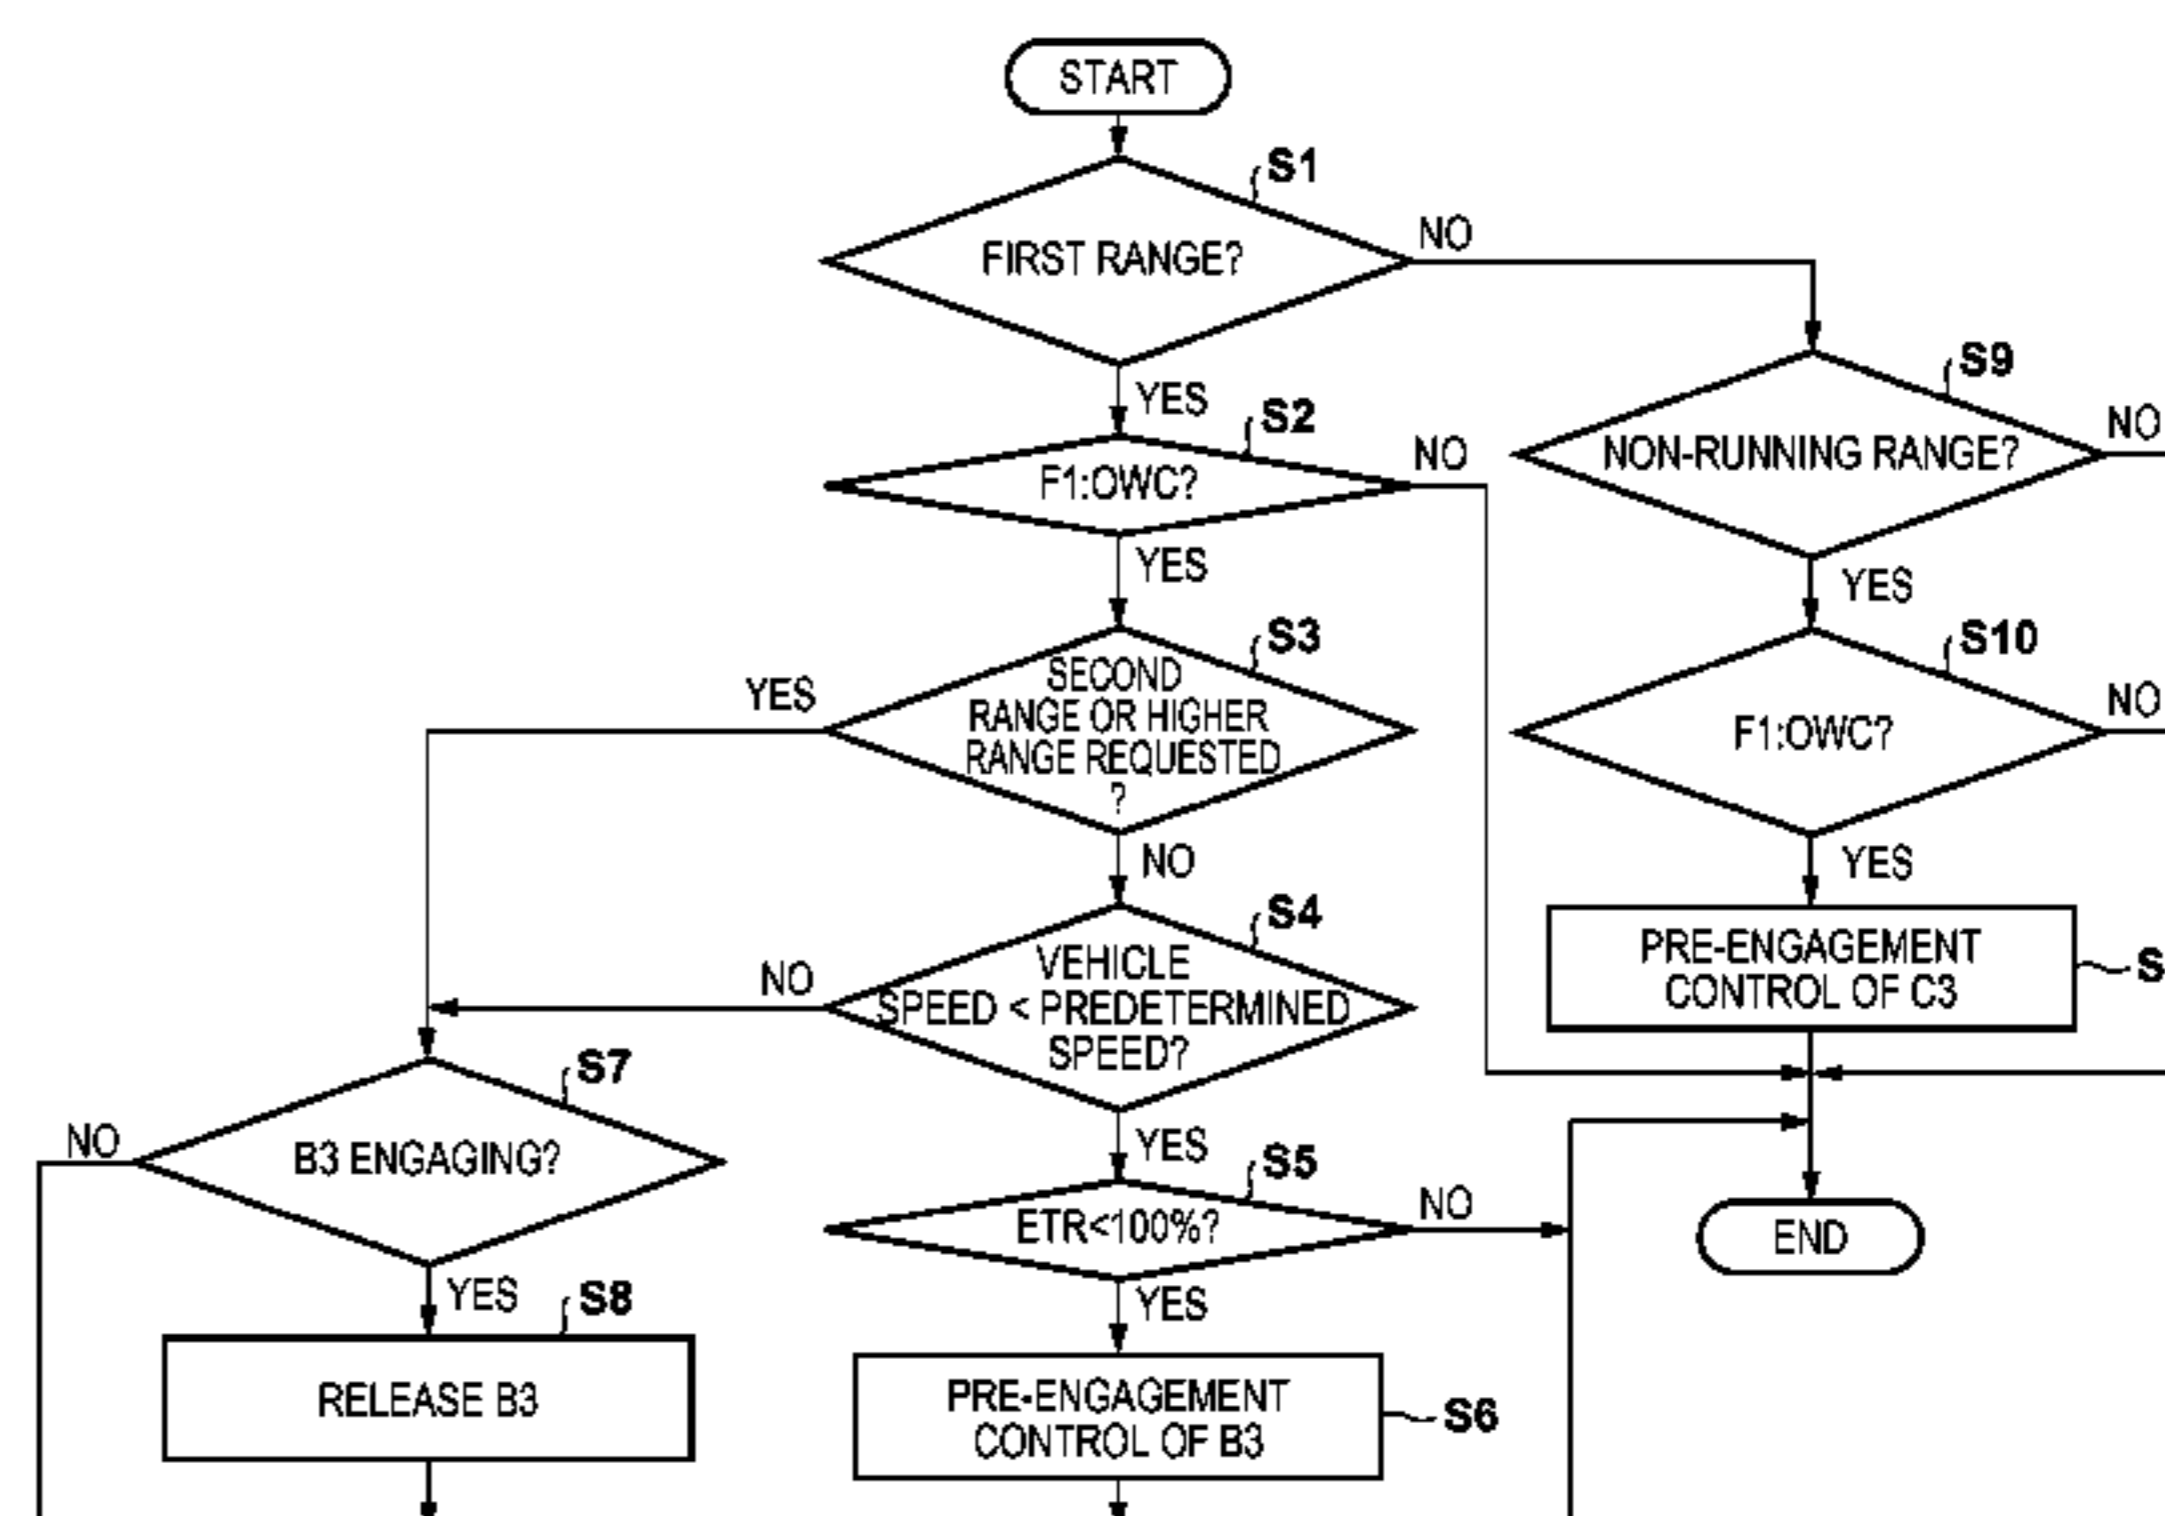 START
S1
FIRST RANGE?
NO
YES
S2
F1:OWC?
NO
YES
S3
SECOND
RANGE OR HIGHER
RANGE REQUESTED
?
YES
NO
S4
VEHICLE
SPEED < PREDETERMINED
SPEED?
NO
YES
S5
ETR<100%?
NO
YES
PRE-ENGAGEMENT
CONTROL OF B3
S6
S7
B3 ENGAGING?
NO
YES
S8
RELEASE B3
S9
NON-RUNNING RANGE?
NO
YES
S10
F1:OWC?
NO
YES
PRE-ENGAGEMENT
CONTROL OF C3
END